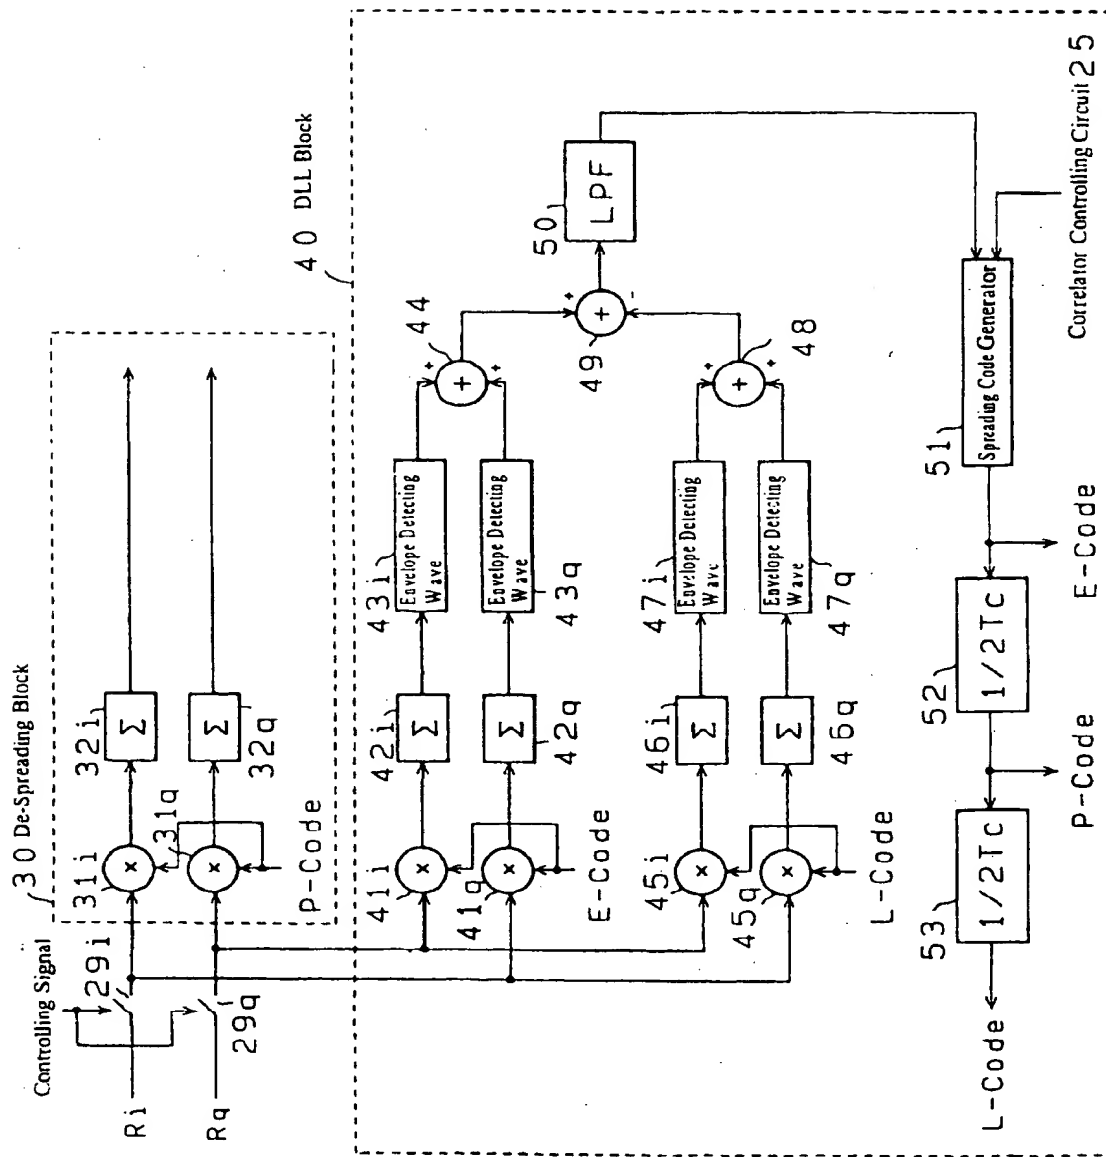 30 De-Spreading Block
Controlling Signal
29i
Ri
31i
32i
Σ
31q
32q
Σ
29q
Rq
P-Code
40 DLL Block
41i
42i
Σ
43i
Envelope Detecting
Wave
44
41q
42q
Σ
43q
Envelope Detecting
Wave
E-Code
49
50
LPF
45i
46i
Σ
47i
Envelope Detecting
Wave
48
45q
46q
Σ
47q
Envelope Detecting
Wave
L-Code
L-Code
53
1/2TC
P-Code
52
1/2TC
E-Code
51
Spreading Code Generator
Correlator Controlling Circuit 25